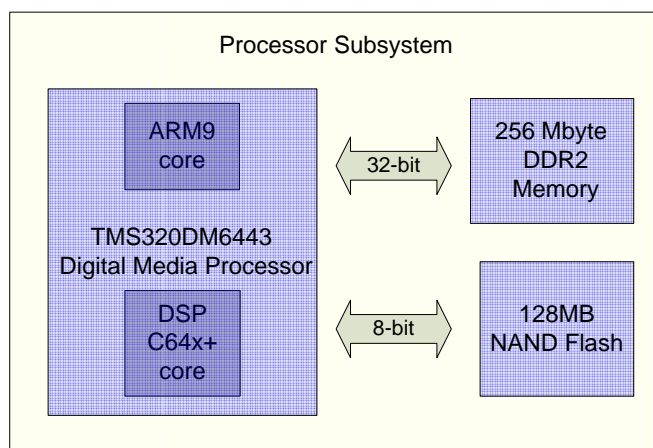 Processor Subsystem
ARM9
core
TMS320DM6443
Digital Media Processor
DSP
C64x+
core
32-bit
8-bit
256 Mbyte
DDR2
Memory
128MB
NAND Flash